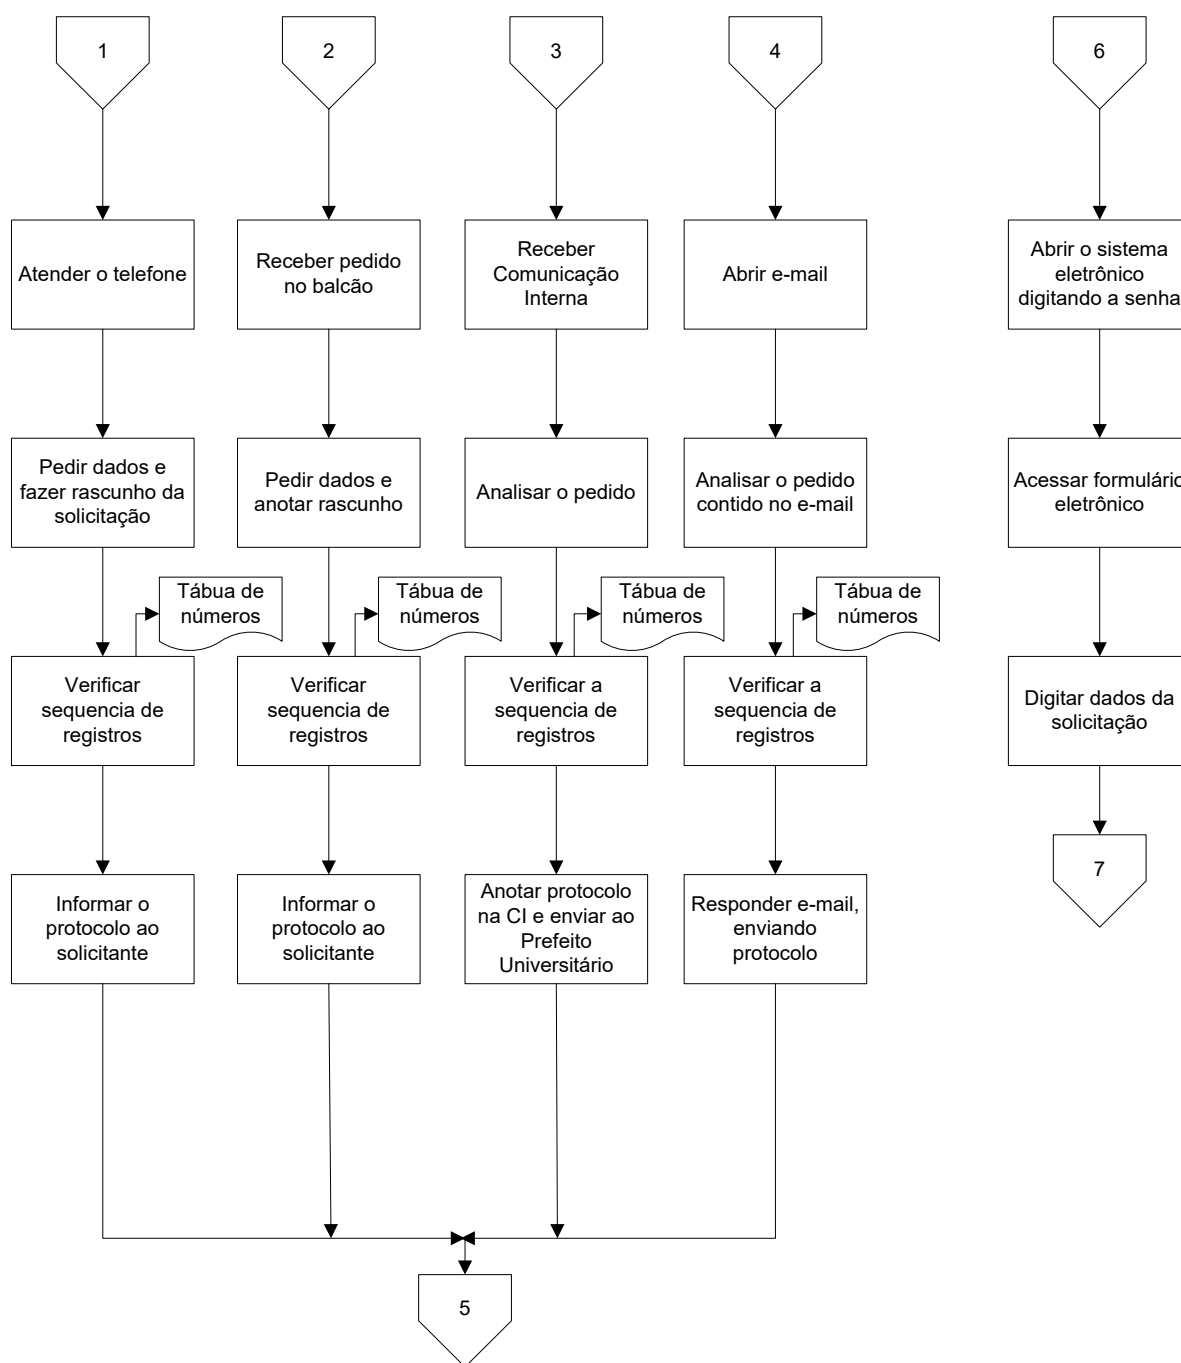 1
2
3
4
6
Atender o telefone
Receber pedido
no balcão
Receber
Comunicação
Interna
Abrir e-mail
Abrir o sistema
eletrônico
digitando a senha
Pedir dados e
fazer rascunho da
solicitação
Pedir dados e
anotar rascunho
Analisar o pedido
Analisar o pedido
contido no e-mail
Acessar formulário
eletrônico
Tábua de
números
Tábua de
números
Tábua de
números
Tábua de
números
Verificar
sequencia de
registros
Verificar
sequencia de
registros
Verificar a
sequencia de
registros
Verificar a
sequencia de
registros
Digitar dados da
solicitação
Informar o
protocolo ao
solicitante
Informar o
protocolo ao
solicitante
Anotar protocolo
na CI e enviar ao
Prefeito
Universitário
Responder e-mail,
enviando
protocolo
7
5